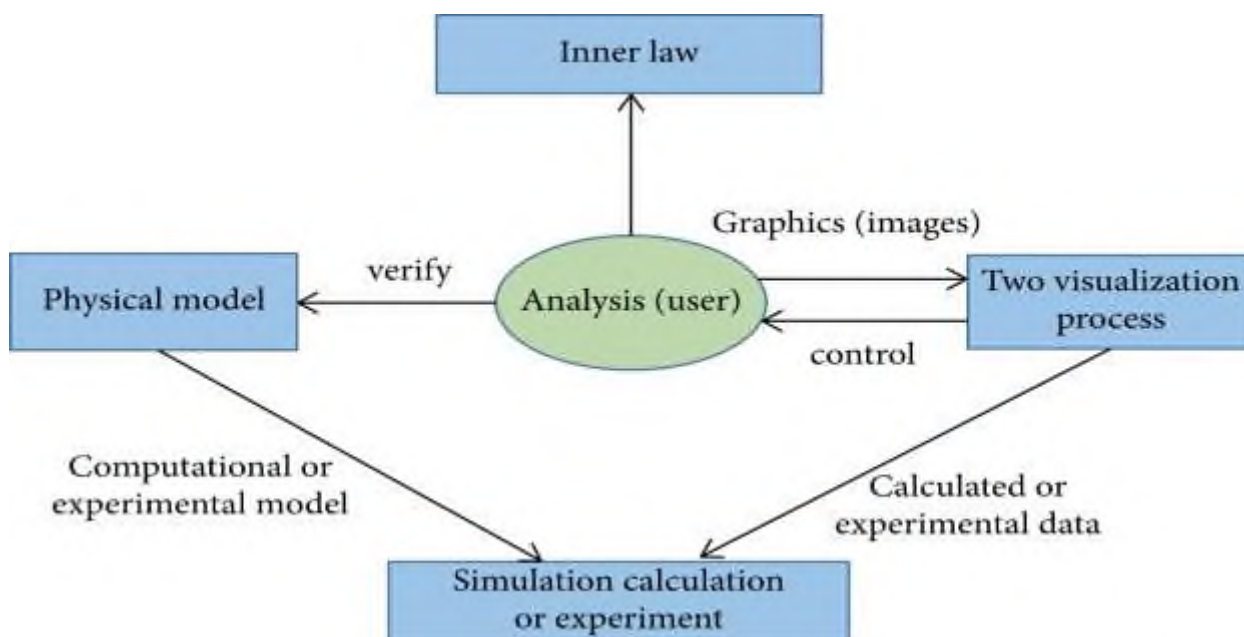 Inner law
Graphics (images)
verify
Physical model
Analysis (user)
Two visualization
process
control
Computational or
experimental model
Calculated or
experimental data
Simulation calculation
or experiment